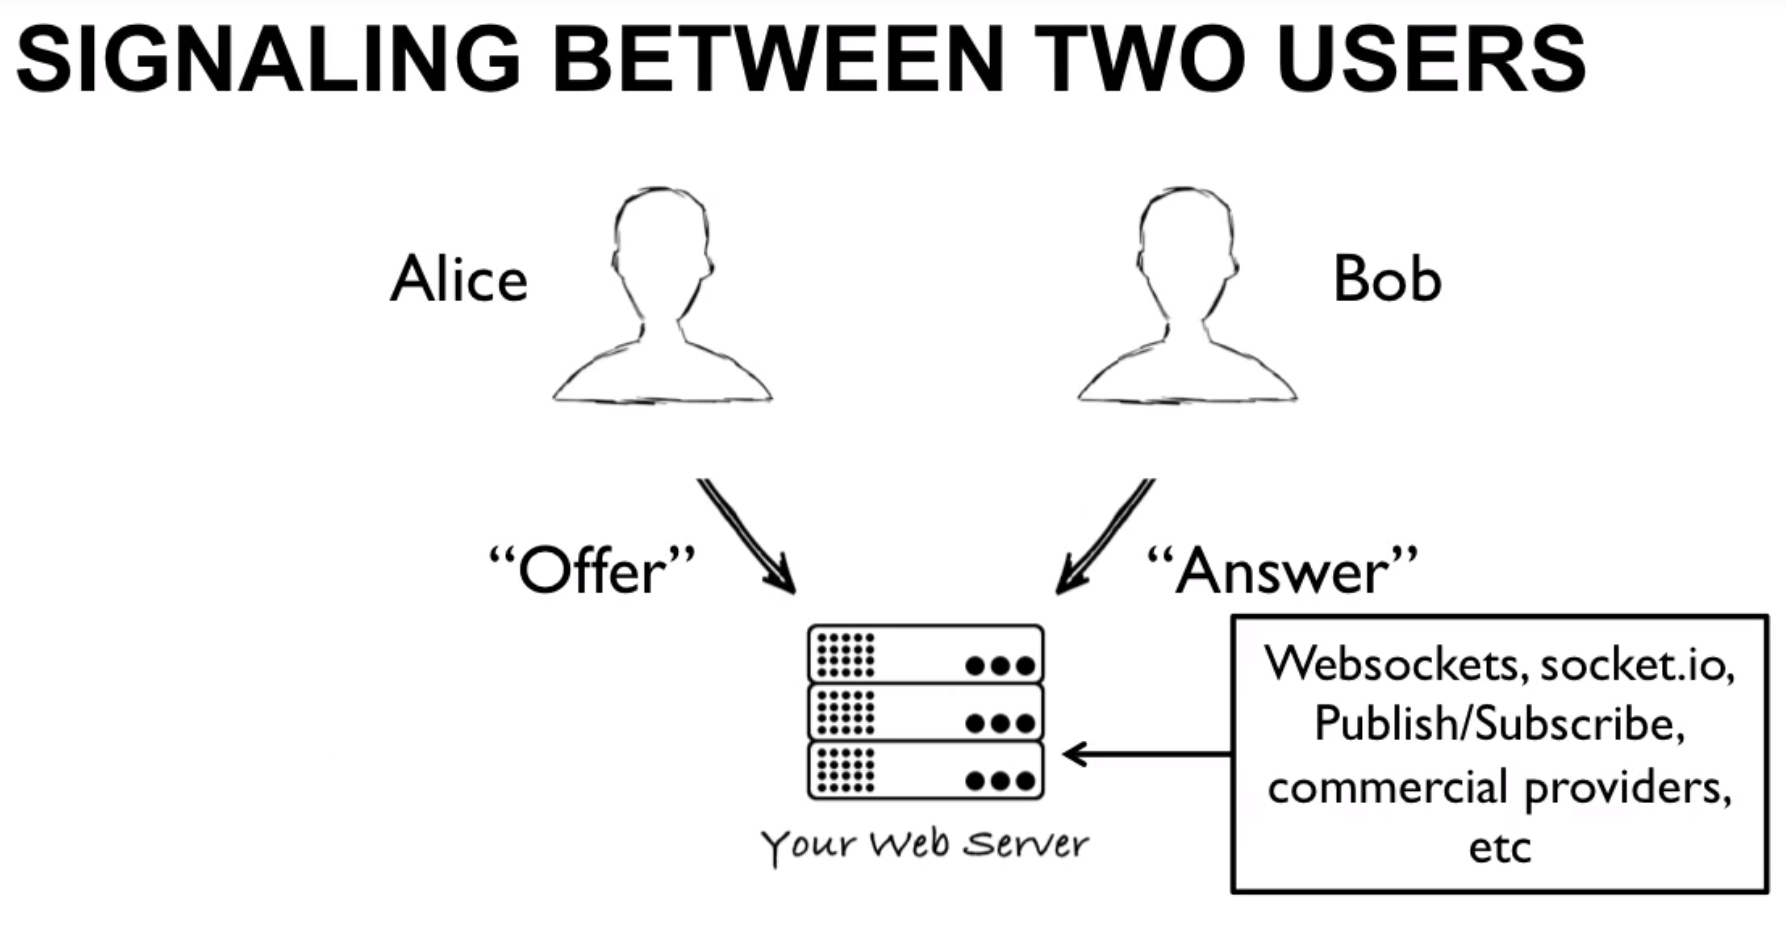 SIGNALING BETWEEN TWO USERS
Alice
Bob
“Offer”
“Answer”
Websockets, socket.io,
Publish/Subscribe,
commercial providers,
etc
Your Web Server